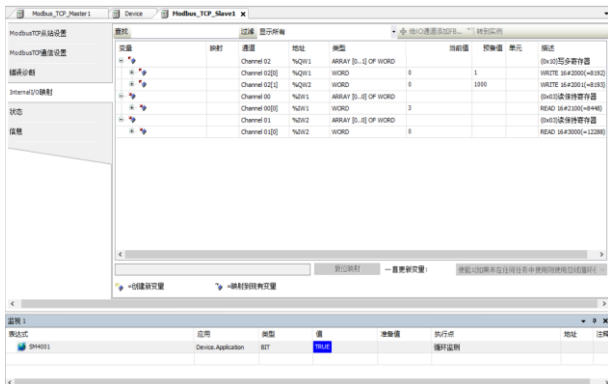 Modbus_TCP_Master1 Device Modbus_TCP_Slave1 x
ModbusTCP从站设置
ModbusTCP通信设置
错误诊断
InternalI/O映射
状态
信息
查找 过滤 显示所有 给IO通道添加FB... 转到实例
变量 映射 通道 地址 类型 当前值 预备值 单元 描述
Channel 02 %QW1 ARRAY [0...1] OF WORD (0x10)写多寄存器
Channel 02[0] %QW1 WORD 0 1 WRITE 16#2000(=8192)
Channel 02[1] %QW2 WORD 0 1000 WRITE 16#2001(=8193)
Channel 00 %IW1 ARRAY [0...0] OF WORD (0x03)读保持寄存器
Channel 00[0] %IW1 WORD 3 READ 16#2100(=8448)
Channel 01 %IW2 ARRAY [0...0] OF WORD (0x03)读保持寄存器
Channel 01[0] %IW2 WORD 0 READ 16#3000(=12288)
复位映射 一直更新变量:
=创建新变量 =映射到现有变量
监视 1
表达式 应用 类型 值 准备值 执行点 地址 注释
SM4001 Device.Application BIT TRUE 循环监测